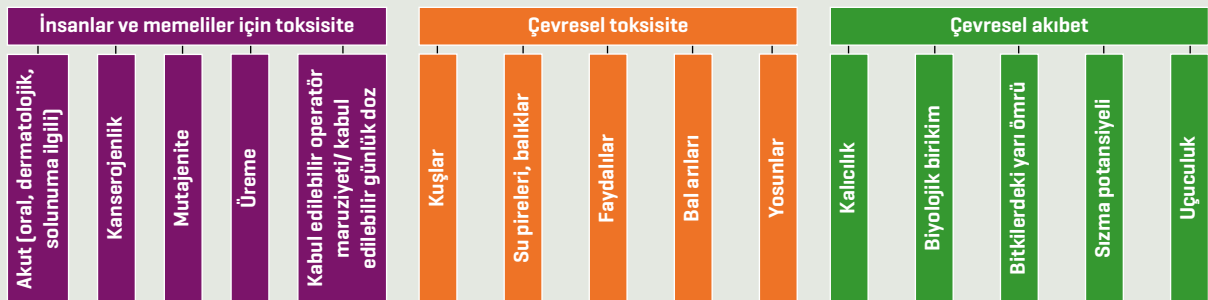 İnsanlar ve memeliler için toksisite
Akut (oral, dermatolojik,
solunuma ilgili)
Kanserojenlik
Mutajenite
Üreme
Kabul edilebilir operatör
maruziyeti/ kabul
edilebilir günlük doz
Çevresel toksisite
Kuşlar
Su pireleri, balıklar
Faydalılar
Bal arıları
Yosunlar
Çevresel akıbet
Kalıcılık
Biyolojik birikim
Bitkilerdeki yarı ömrü
Sızma potansiyeli
Uçuculuk